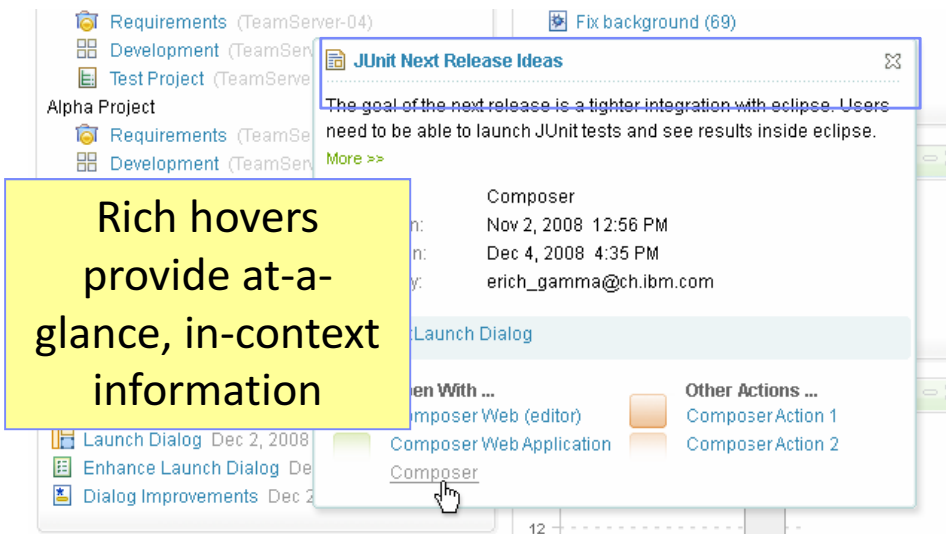 Requirements (TeamServer-04)
Fix background (69)
Development (TeamServ
Test Project (TeamServe
Alpha Project
Requirements (TeamSe
Development (TeamServ
JUnit Next Release Ideas
The goal of the next release is a tighter integration with eclipse. Users
need to be able to launch JUnit tests and see results inside eclipse.
More >>
Composer
n: Nov 2, 2008 12:56 PM
n: Dec 4, 2008 4:35 PM
y: erich_gamma@ch.ibm.com
:Launch Dialog
en With ...
omposer Web (editor)
Composer Web Application
Composer
Other Actions ...
Composer Action 1
Composer Action 2
Rich hovers
provide at-a-
glance, in-context
information
Launch Dialog Dec 2, 2008
Enhance Launch Dialog De
Dialog Improvements Dec 2
12